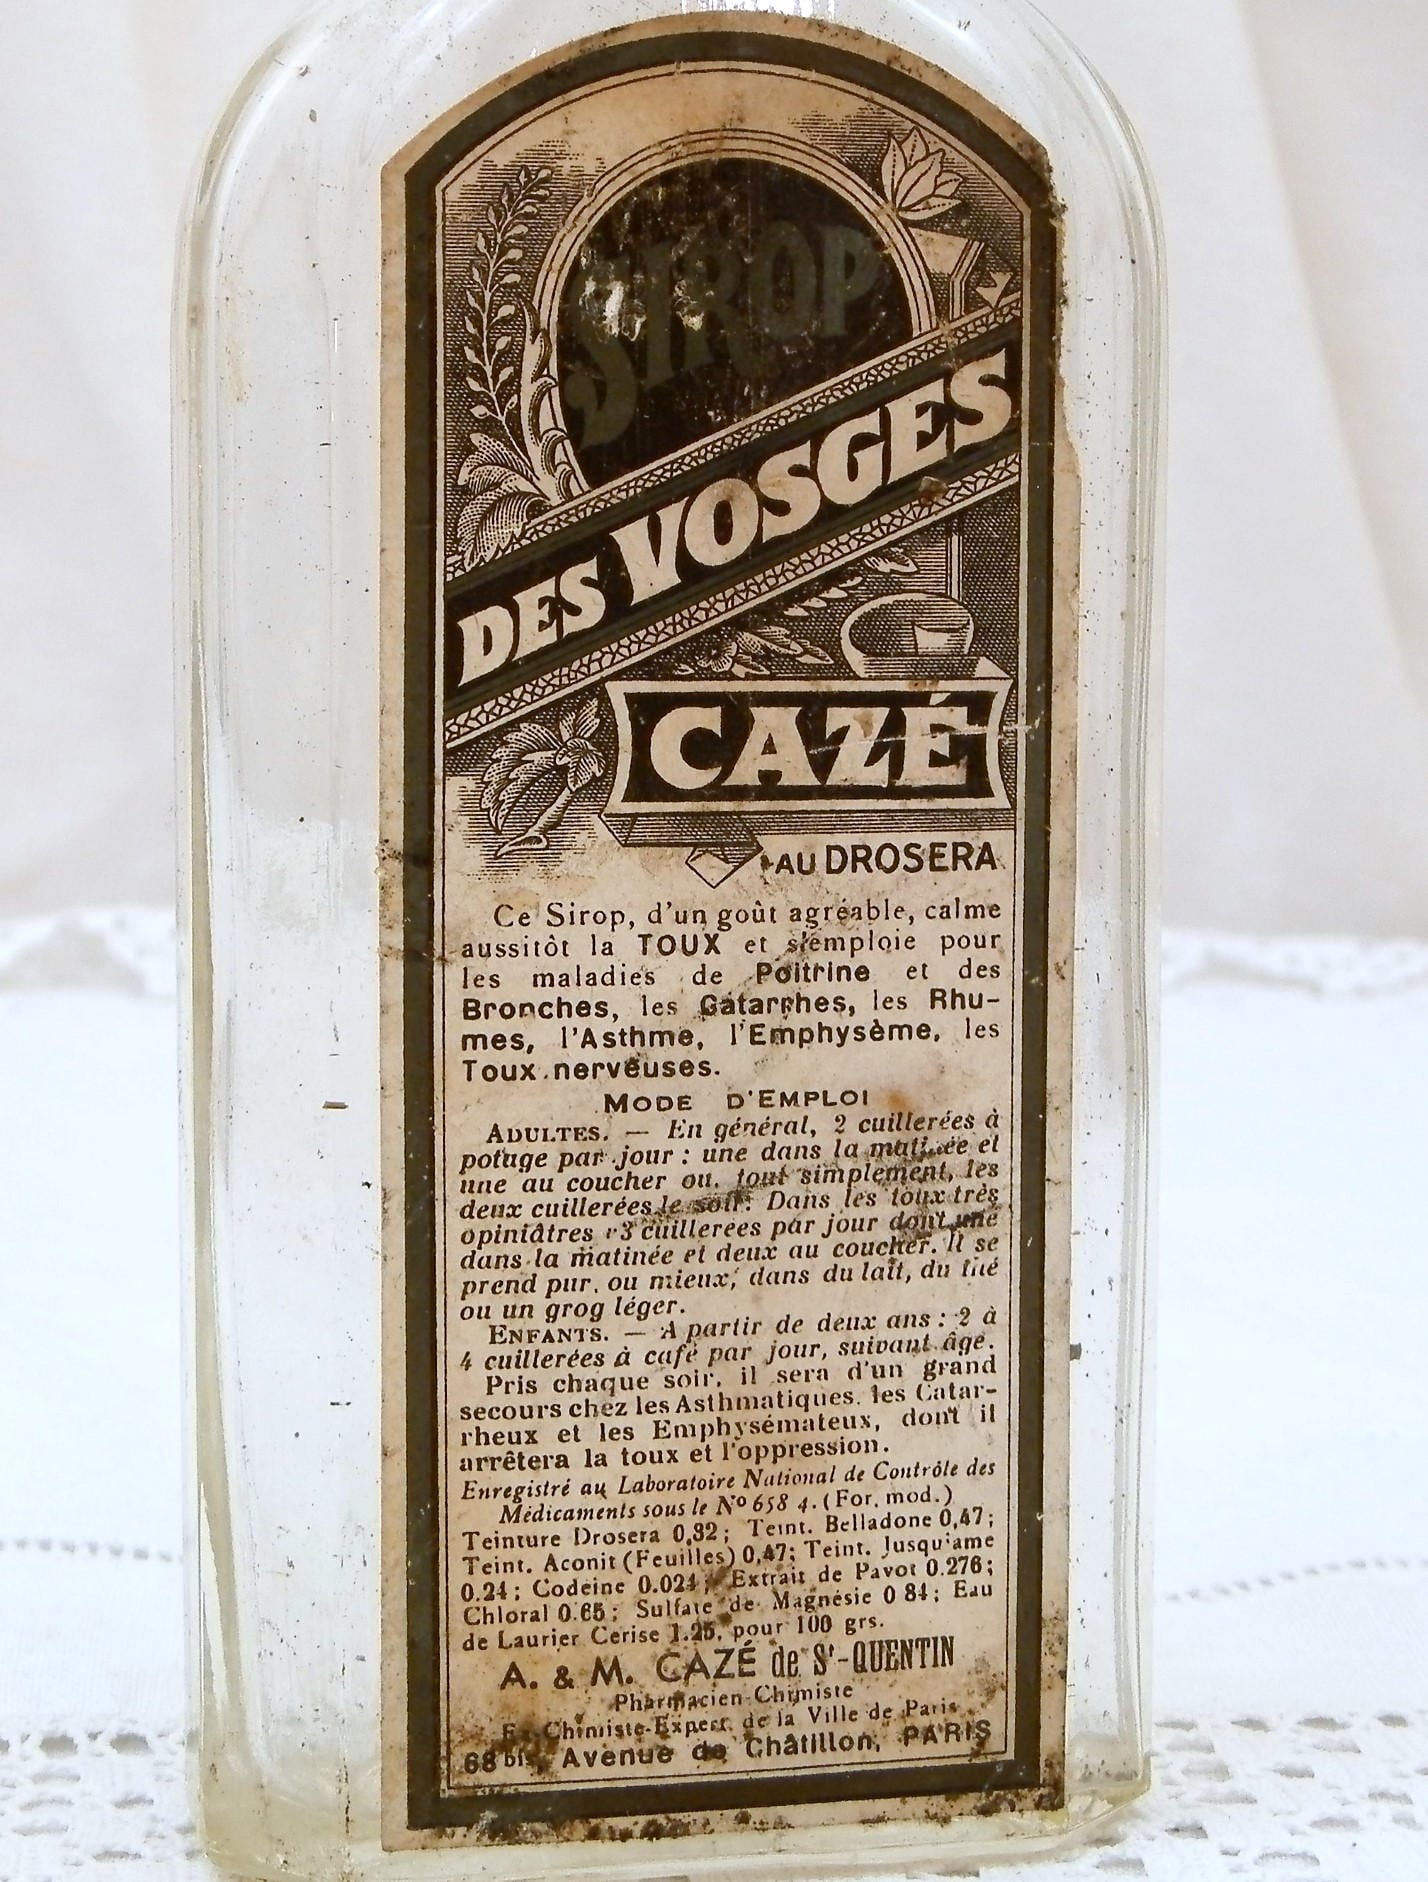 SIROP
DES VOSGES
CAZÉ
AU DROSERA
Ce Sirop, d'un goût agréable, calme
aussitôt la TOUX et s'emploie pour
les maladies de Poitrine et des
Bronches, les Catarrhes, les Rhu-
mes, l'Asthme, l'Emphysème, les
Toux nerveuses.
MODE D'EMPLOI
ADULTES. — En général, 2 cuillerées à
potage par jour : une dans la matinée et
une au coucher ou, tout simplement, les
deux cuillerées le soir. Dans les toux très
opiniâtres 3 cuillerées par jour dont une
dans la matinée et deux au coucher. Il se
prend pur, ou mieux, dans du lait, du thé
ou un grog léger.
ENFANTS. — A partir de deux ans : 2 à
4 cuillerées à café par jour, suivant âge.
Pris chaque soir, il sera d'un grand
secours chez les Asthmatiques, les Catar-
rheux et les Emphysémateux, dont il
arrêtera la toux et l'oppression.
Enregistré au Laboratoire National de Contrôle des
Médicaments sous le N° 658 4. (For. mod.)
Teinture Drosera 0,32; Teint. Belladone 0,47;
Teint. Aconit (Feuilles) 0,47; Teint. Jusqu'ame
0.24; Codéine 0.024; Extrait de Pavot 0.276;
Chloral 0.65; Sulfate de Magnésie 0 84; Eau
de Laurier Cerise 1.25, pour 100 grs.
A. & M. CAZÉ de St-QUENTIN
Pharmacien-Chimiste
Ex-Chimiste-Expert de la Ville de Paris
68 bis, Avenue de Châtillon, PARIS